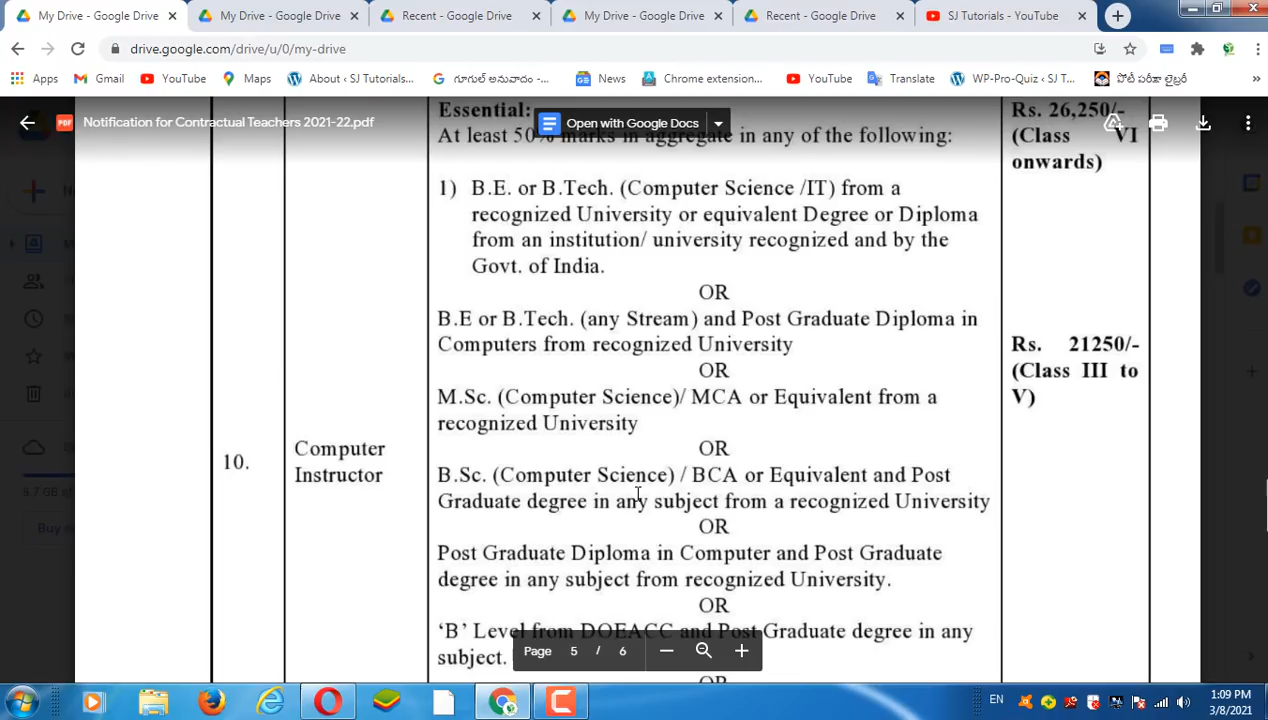 My Drive - Google Drive
My Drive - Google Drive
Recent - Google Drive
My Drive - Google Drive
Recent - Google Drive
SJ Tutorials - YouTube
drive.google.com/drive/u/0/my-drive
Apps
Gmail
YouTube
Maps
About ‹ SJ Tutorials...
గూగుల్ అనువాదం -...
News
Chrome extension...
YouTube
Translate
WP-Pro-Quiz ‹ SJ T...
పోటీ పరీక్షా లైబ్రరీ
»
PDF
Notification for Contractual Teachers 2021-22.pdf
Open with Google Docs
Essential:
At least 50% marks in aggregate in any of the following:
1) B.E. or B.Tech. (Computer Science /IT) from a
recognized University or equivalent Degree or Diploma
from an institution/ university recognized and by the
Govt. of India.
OR
B.E or B.Tech. (any Stream) and Post Graduate Diploma in
Computers from recognized University
OR
M.Sc. (Computer Science)/ MCA or Equivalent from a
recognized University
OR
B.Sc. (Computer Science) / BCA or Equivalent and Post
Graduate degree in any subject from a recognized University
OR
Post Graduate Diploma in Computer and Post Graduate
degree in any subject from recognized University.
OR
‘B’ Level from DOEACC and Post Graduate degree in any
subject.
10.
Computer
Instructor
Rs. 26,250/-
(Class VI
onwards)
Rs. 21250/-
(Class III to
V)
Page 5 / 6
EN
1:09 PM
3/8/2021